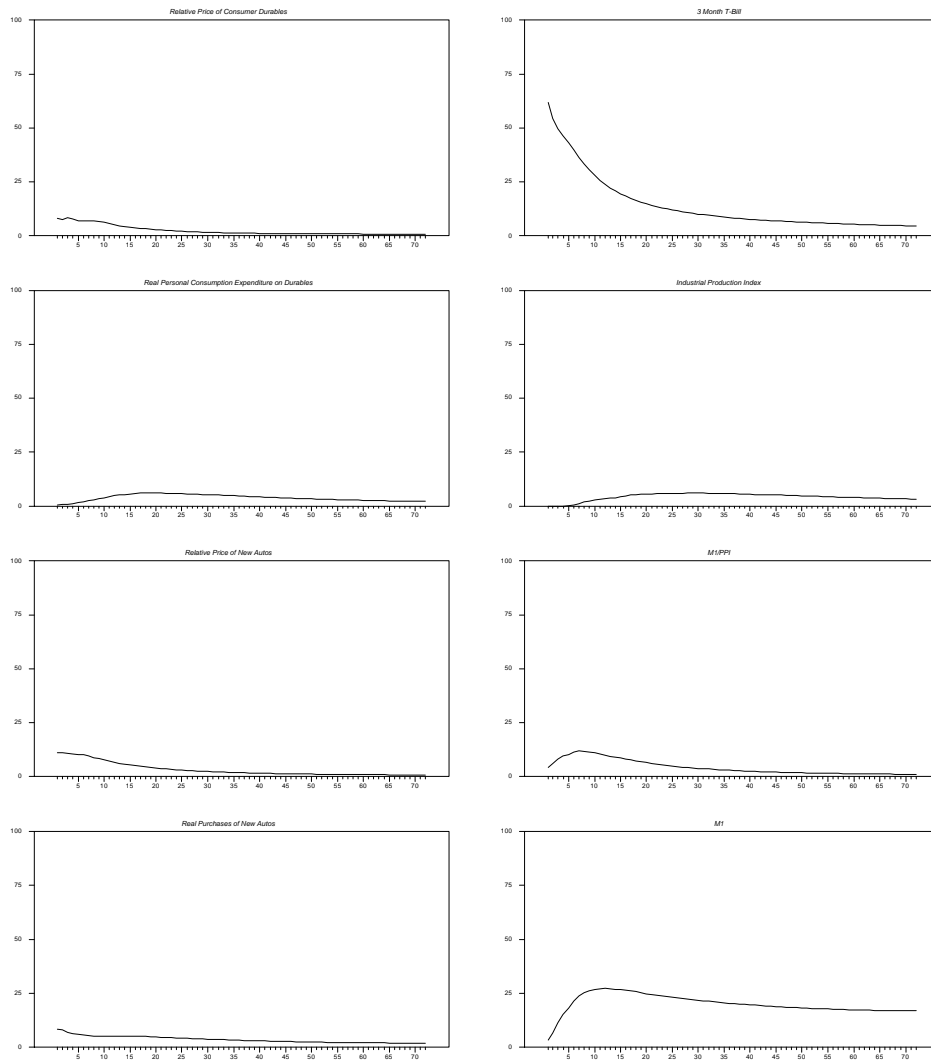 Relative Price of Consumer Durables
100
75
50
25
0
5 10 15 20 25 30 35 40 45 50 55 60 65 70
3 Month T-Bill
100
75
50
25
0
5 10 15 20 25 30 35 40 45 50 55 60 65 70
Real Personal Consumption Expenditure on Durables
100
75
50
25
0
5 10 15 20 25 30 35 40 45 50 55 60 65 70
Industrial Production Index
100
75
50
25
0
5 10 15 20 25 30 35 40 45 50 55 60 65 70
Relative Price of New Autos
100
75
50
25
0
5 10 15 20 25 30 35 40 45 50 55 60 65 70
M1/PPI
100
75
50
25
0
5 10 15 20 25 30 35 40 45 50 55 60 65 70
Real Purchases of New Autos
100
75
50
25
0
5 10 15 20 25 30 35 40 45 50 55 60 65 70
M1
100
75
50
25
0
5 10 15 20 25 30 35 40 45 50 55 60 65 70